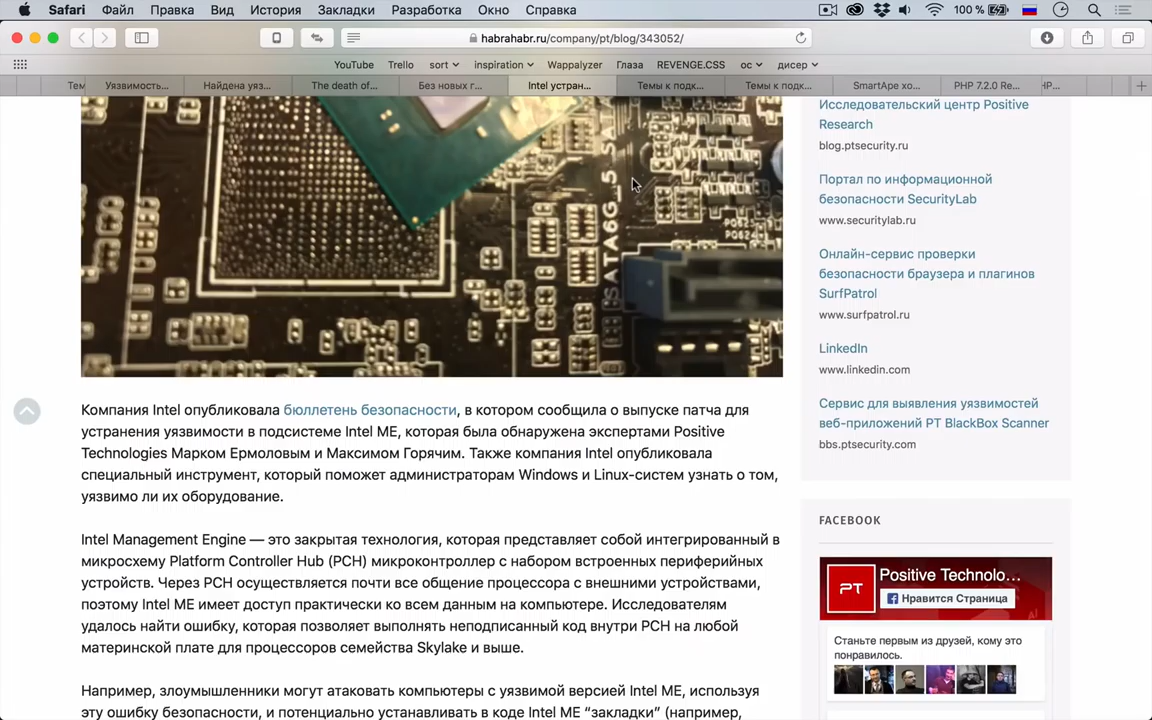 Safari Файл Правка Вид История Закладки Разработка Окно Справка 100 %
habrahabr.ru/company/pt/blog/343052/
YouTube Trello sort inspiration Wappalyzer Глаза REVENGE.CSS ос дисер
Тем Уязвимость... Найдена уяз... The death of... Без новых г... Intel устран... Темы к подк... Темы к подк... SmartApe хо... PHP 7.2.0 Re...
SATA6G_5
PQ624
Исследовательский центр Positive
Research
blog.ptsecurity.ru
Портал по информационной
безопасности SecurityLab
www.securitylab.ru
Онлайн-сервис проверки
безопасности браузера и плагинов
SurfPatrol
www.surfpatrol.ru
LinkedIn
www.linkedin.com
Сервис для выявления уязвимостей
веб-приложений PT BlackBox Scanner
bbs.ptsecurity.com
Компания Intel опубликовала бюллетень безопасности, в котором сообщила о выпуске патча для
устранения уязвимости в подсистеме Intel ME, которая была обнаружена экспертами Positive
Technologies Марком Ермоловым и Максимом Горячим. Также компания Intel опубликовала
специальный инструмент, который поможет администраторам Windows и Linux-систем узнать о том,
уязвимо ли их оборудование.
Intel Management Engine — это закрытая технология, которая представляет собой интегрированный в
микросхему Platform Controller Hub (PCH) микроконтроллер с набором встроенных периферийных
устройств. Через PCH осуществляется почти все общение процессора с внешними устройствами,
поэтому Intel ME имеет доступ практически ко всем данным на компьютере. Исследователям
удалось найти ошибку, которая позволяет выполнять неподписанный код внутри PCH на любой
материнской плате для процессоров семейства Skylake и выше.
Например, злоумышленники могут атаковать компьютеры с уязвимой версией Intel ME, используя
эту ошибку безопасности, и потенциально устанавливать в коде Intel ME “закладки” (например,
FACEBOOK
PT
Positive Technolo...
Нравится Страница
Станьте первым из друзей, кому это
понравилось.